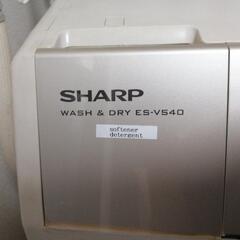 SHARP
WASH & DRY ES-V540
softener
detergent